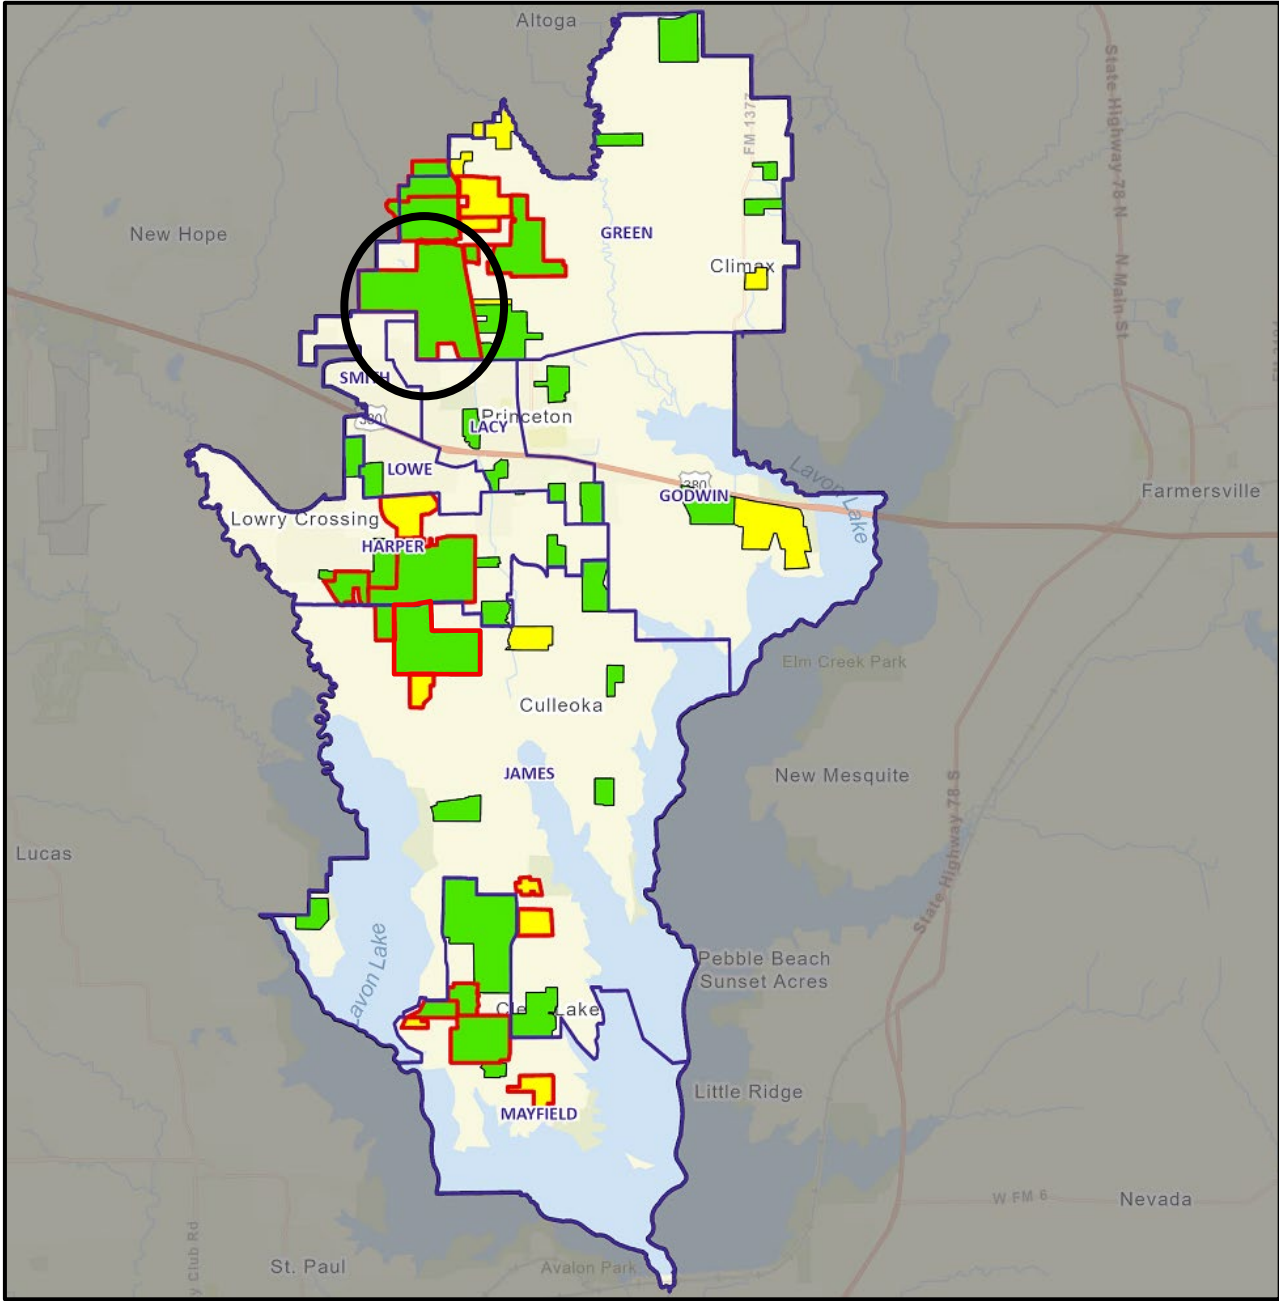 Altoga
State Highway 78 N
N Main St
FM 1377
New Hope
GREEN
Climax
SMITH
380
Princeton
LACY
LOWE
380
GODWIN
Lavon Lake
Farmersville
Lowry Crossing
HARPER
Elm Creek Park
Culleoka
JAMES
New Mesquite
State Highway 78 S
Lucas
Lavon Lake
Pebble Beach
Sunset Acres
Lake
Little Ridge
MAYFIELD
W FM 6
Nevada
y Club Rd
St. Paul
Avalon Park